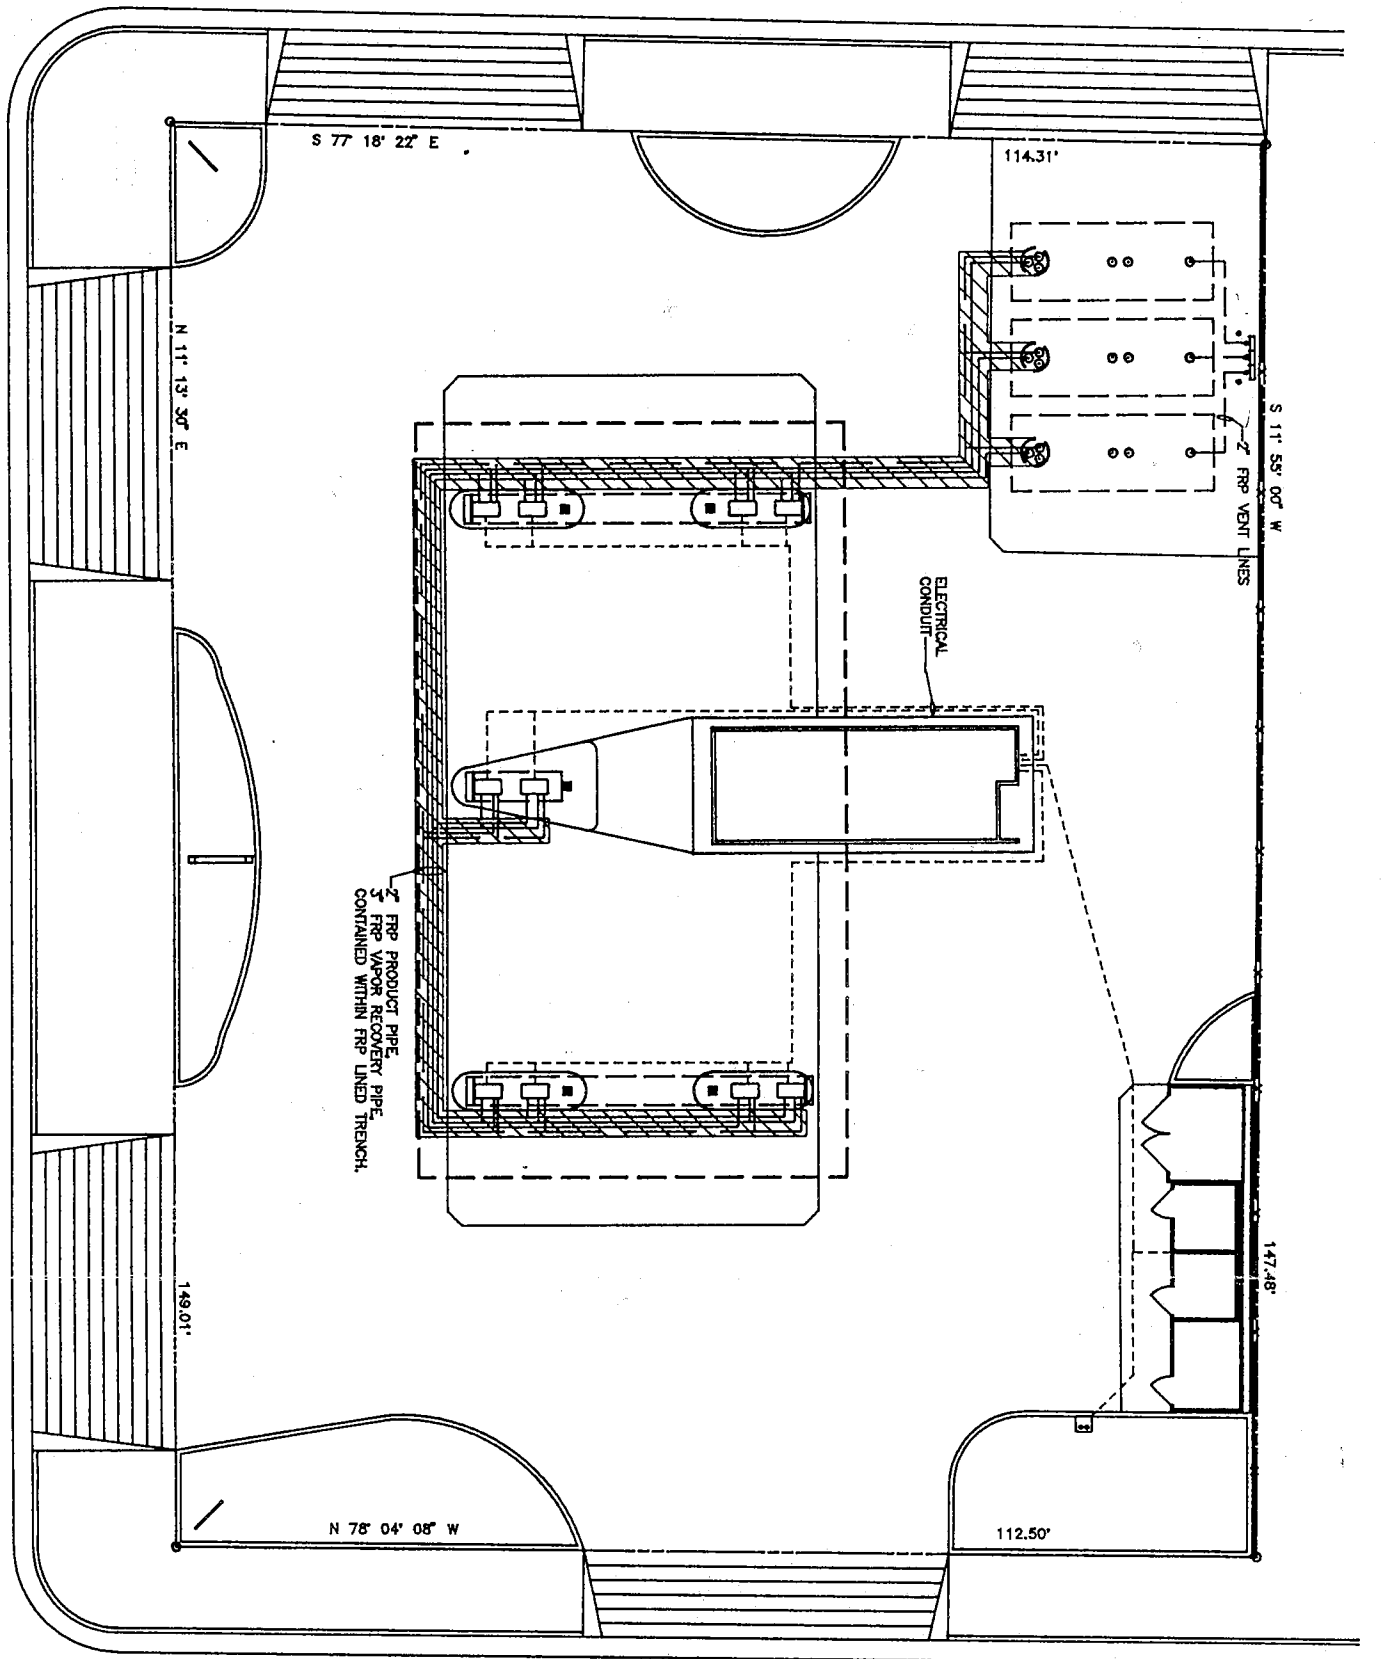 S 77° 18' 22" E
114.31'
N 11° 13' 30" E
S 11° 55' 00" W
2" FRP VENT LINES
ELECTRICAL
CONDUIT
2" FRP PRODUCT PIPE,
3" FRP VAPOR RECOVERY PIPE,
CONTAINED WITHIN FRP LINED TRENCH.
147.48'
149.01'
N 78° 04' 08" W
112.50'